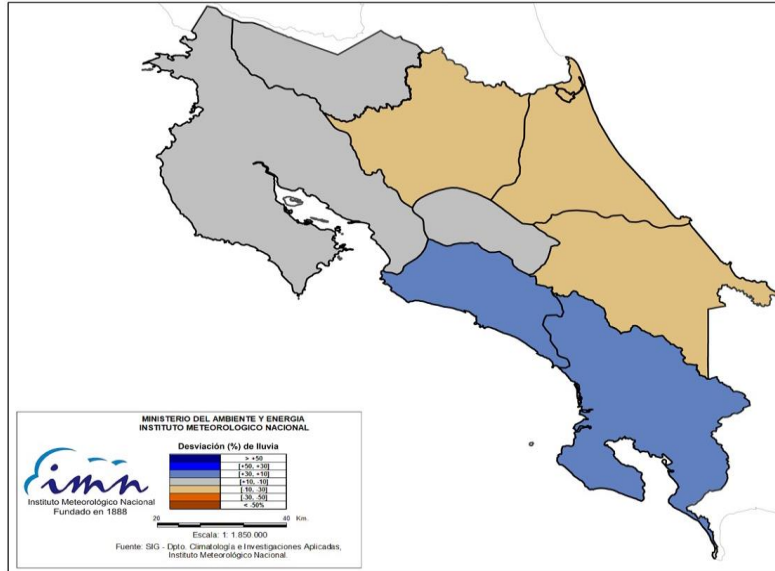 MINISTERIO DEL AMBIENTE Y ENERGIA
INSTITUTO METEOROLOGICO NACIONAL
Desviación (%) de lluvia
> +50
[+50, +30]
[+30, +10]
[+10, -10]
[-10, -30]
[-30, -50]
< -50%
imn
Instituto Meteorológico Nacional
Fundado en 1888
20 40 Km.
Escala: 1: 1.850.000
Fuente: SIG - Dpto. Climatología e Investigaciones Aplicadas,
Instituto Meteorológico Nacional.